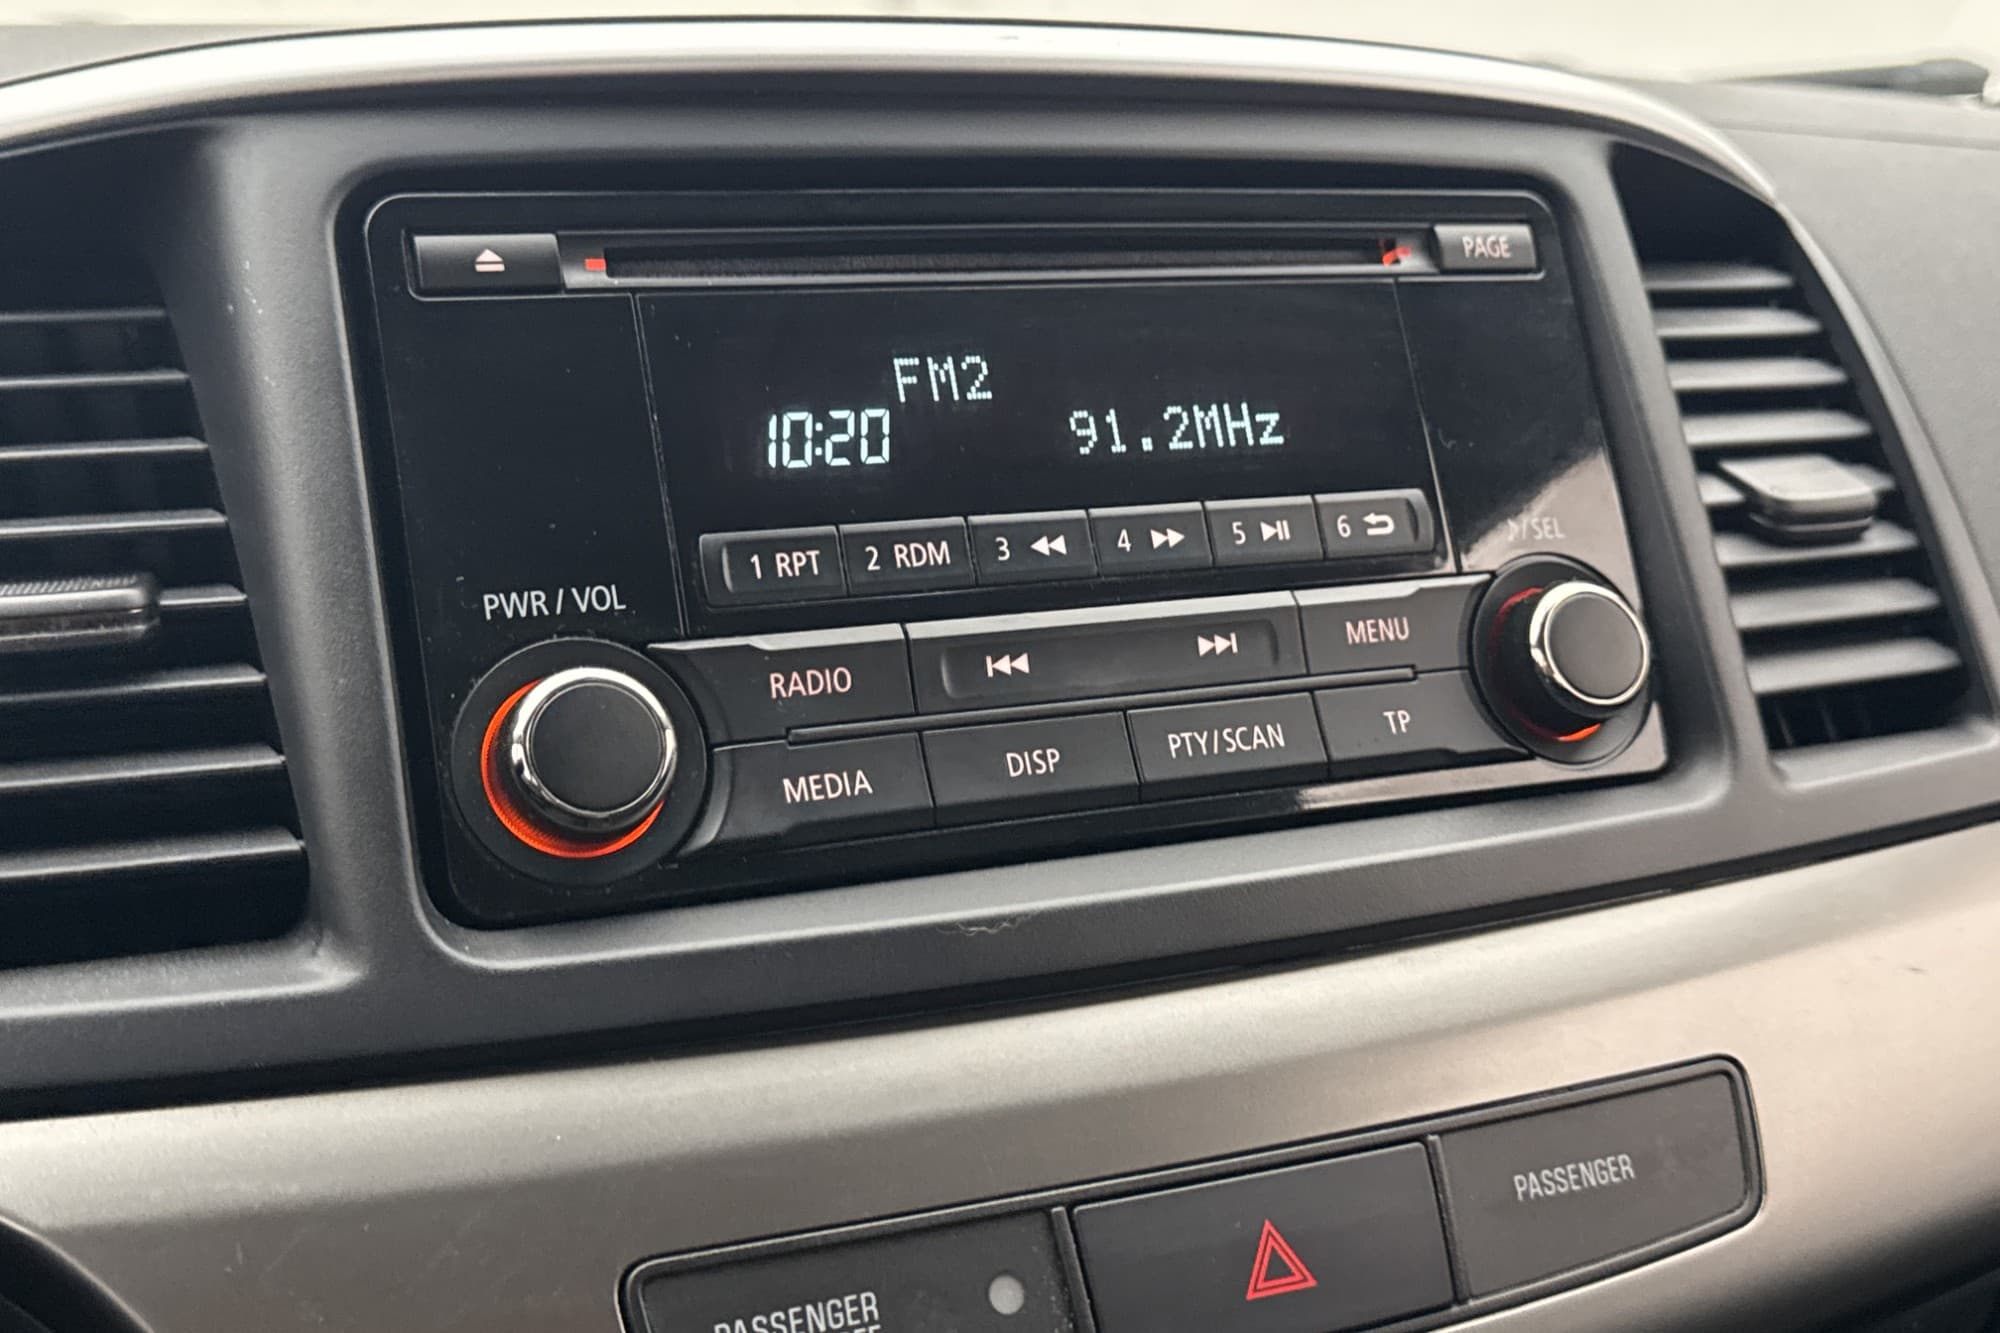 PAGE
FM2
10:20 91.2MHz
1 RPT 2 RDM 3 4 5 6
/SEL
PWR / VOL
RADIO MENU
MEDIA DISP PTY/SCAN TP
PASSENGER
PASSENGER